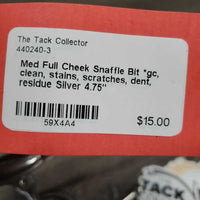 The Tack Collector
440240-3
Med Full Cheek Snaffle Bit *gc,
clean, stains, scratches, dent,
residue Silver 4.75"
59X4A4
$15.00
TACK